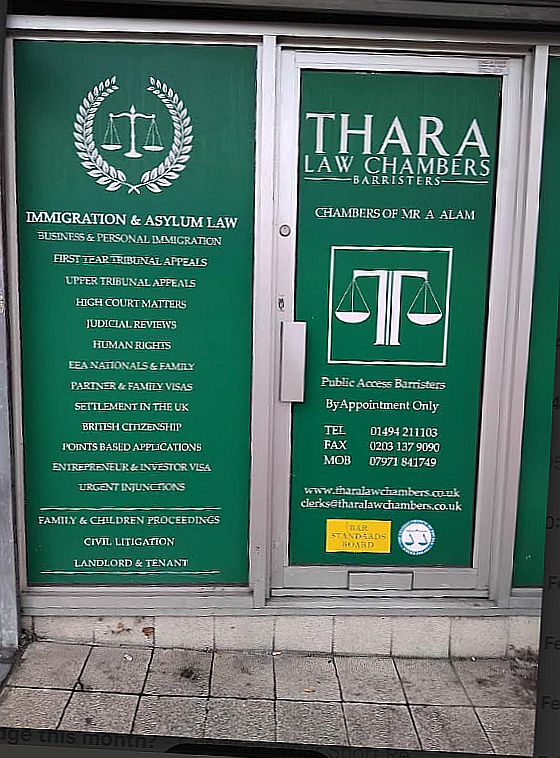 IMMIGRATION & ASYLUM LAW
BUSINESS & PERSONAL IMMIGRATION
FIRST TEAR TRIBUNAL APPEALS
UPPER TRIBUNAL APPEALS
HIGH COURT MATTERS
JUDICIAL REVIEWS
HUMAN RIGHTS
EEA NATIONALS & FAMILY
PARTNER & FAMILY VISAS
SETTLEMENT IN THE UK
BRITISH CITIZENSHIP
POINTS BASED APPLICATIONS
ENTREPRENEUR & INVESTOR VISA
URGENT INJUNCTIONS
FAMILY & CHILDREN PROCEEDINGS
CIVIL LITIGATION
LANDLORD & TENANT
THARA
LAW CHAMBERS
BARRISTERS
CHAMBERS OF MR A ALAM
T
Public Access Barristers
By Appointment Only
TEL 01494 211103
FAX 0203 137 9090
MOB 07971 841749
www.tharalawchambers.co.uk
clerks@tharalawchambers.co.uk
BAR
STANDARDS
BOARD
this month?